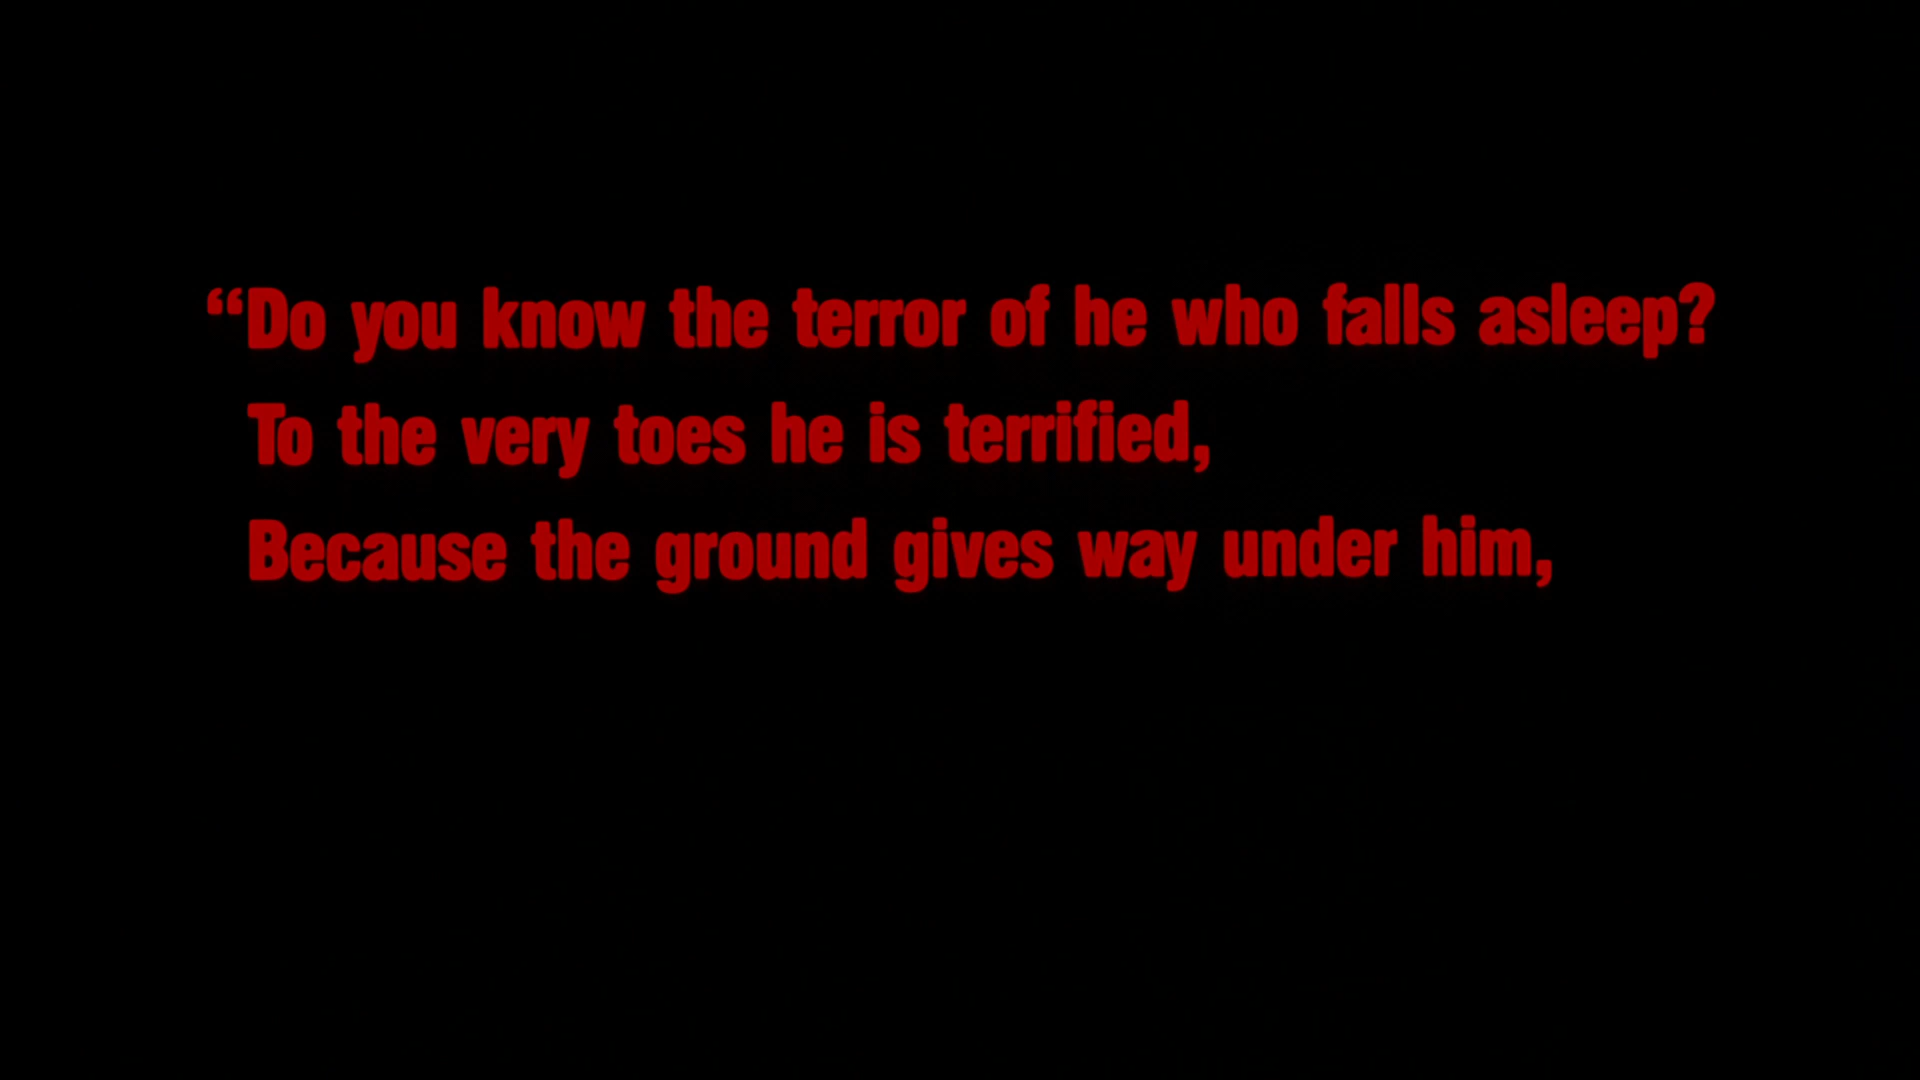 “Do you know the terror of he who falls asleep?
To the very toes he is terrified,
Because the ground gives way under him,